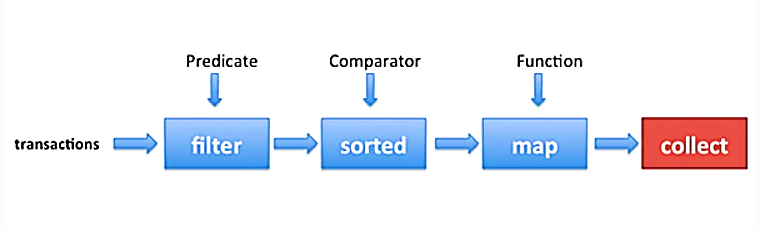 Predicate Comparator Function
transactions filter sorted map collect